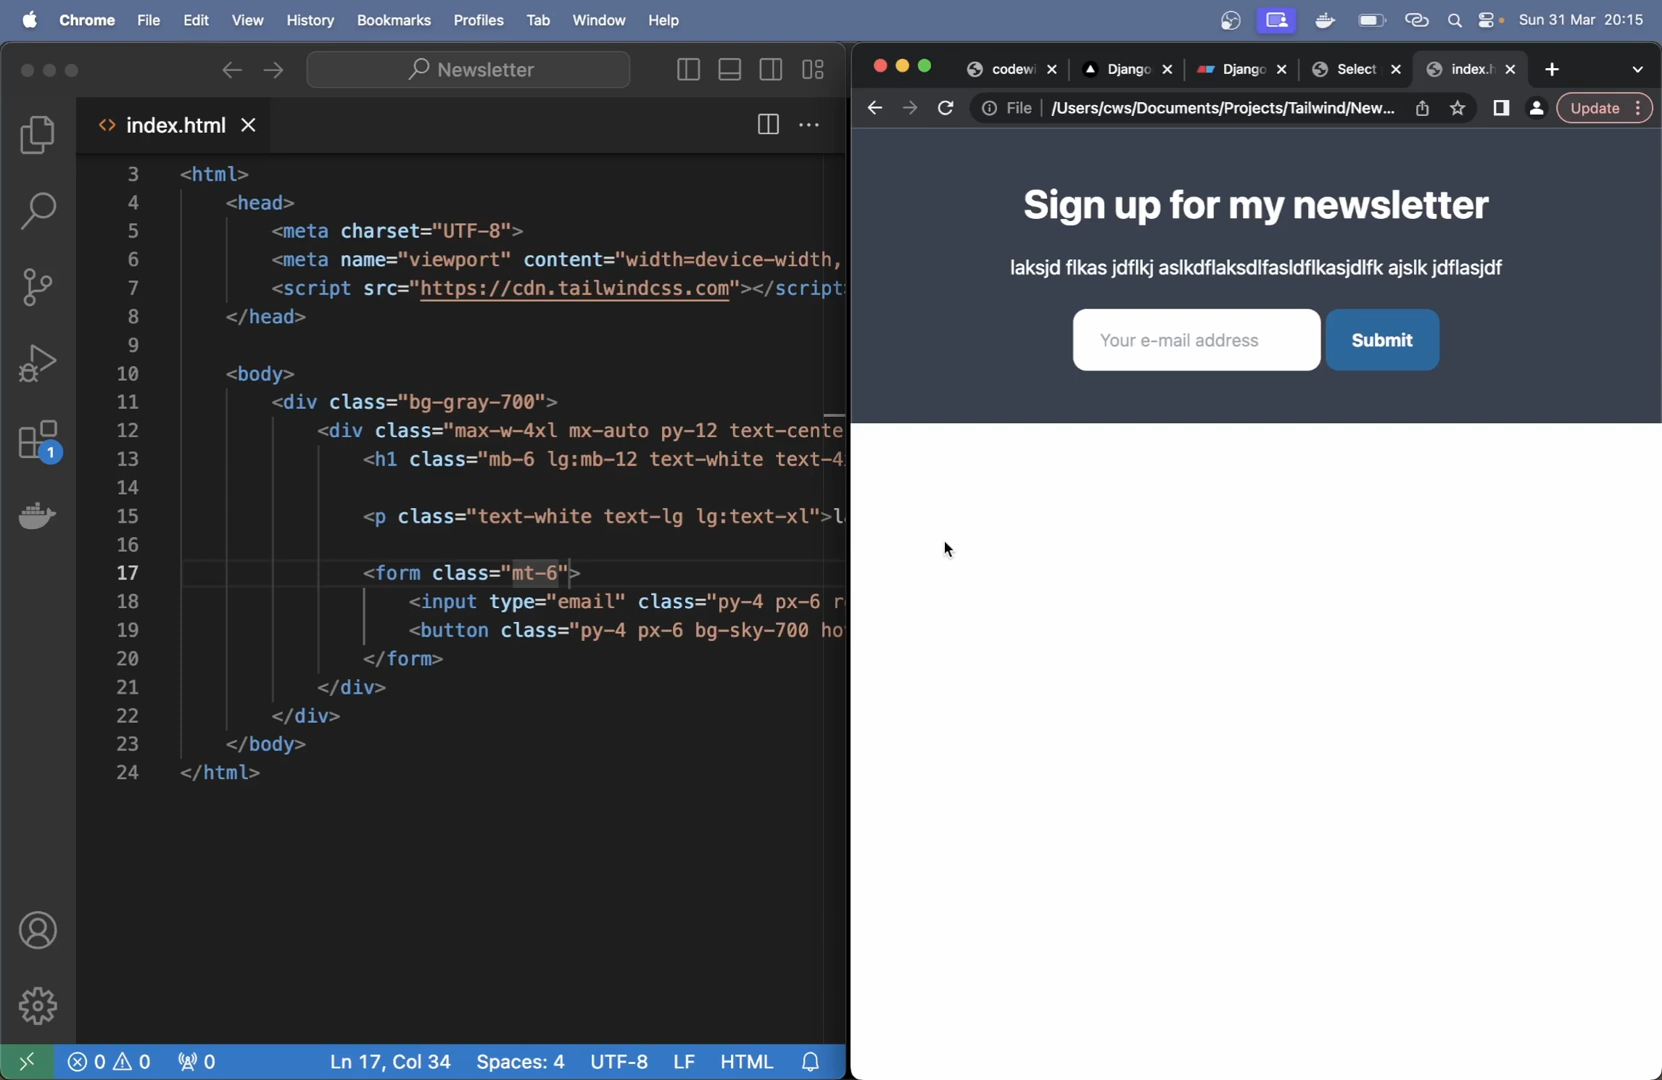 Chrome File Edit View History Bookmarks Profiles Tab Window Help Sun 31 Mar 20:15
Newsletter
index.html
3 <html>
4 <head>
5 <meta charset="UTF-8">
6 <meta name="viewport" content="width=device-width,
7 <script src="https://cdn.tailwindcss.com"></script
8 </head>
9
10 <body>
11 <div class="bg-gray-700">
12 <div class="max-w-4xl mx-auto py-12 text-cente
13 <h1 class="mb-6 lg:mb-12 text-white text-4
14
15 <p class="text-white text-lg lg:text-xl">l
16
17 <form class="mt-6">
18 <input type="email" class="py-4 px-6 r
19 <button class="py-4 px-6 bg-sky-700 ho
20 </form>
21 </div>
22 </div>
23 </body>
24 </html>
1
0 0 0 Ln 17, Col 34 Spaces: 4 UTF-8 LF HTML
codewi Django Django Select index.h
File /Users/cws/Documents/Projects/Tailwind/New... Update
Sign up for my newsletter
laksjd flkas jdflkj aslkdflaksdlfasldflkasjdlfk ajslk jdflasjdf
Your e-mail address Submit